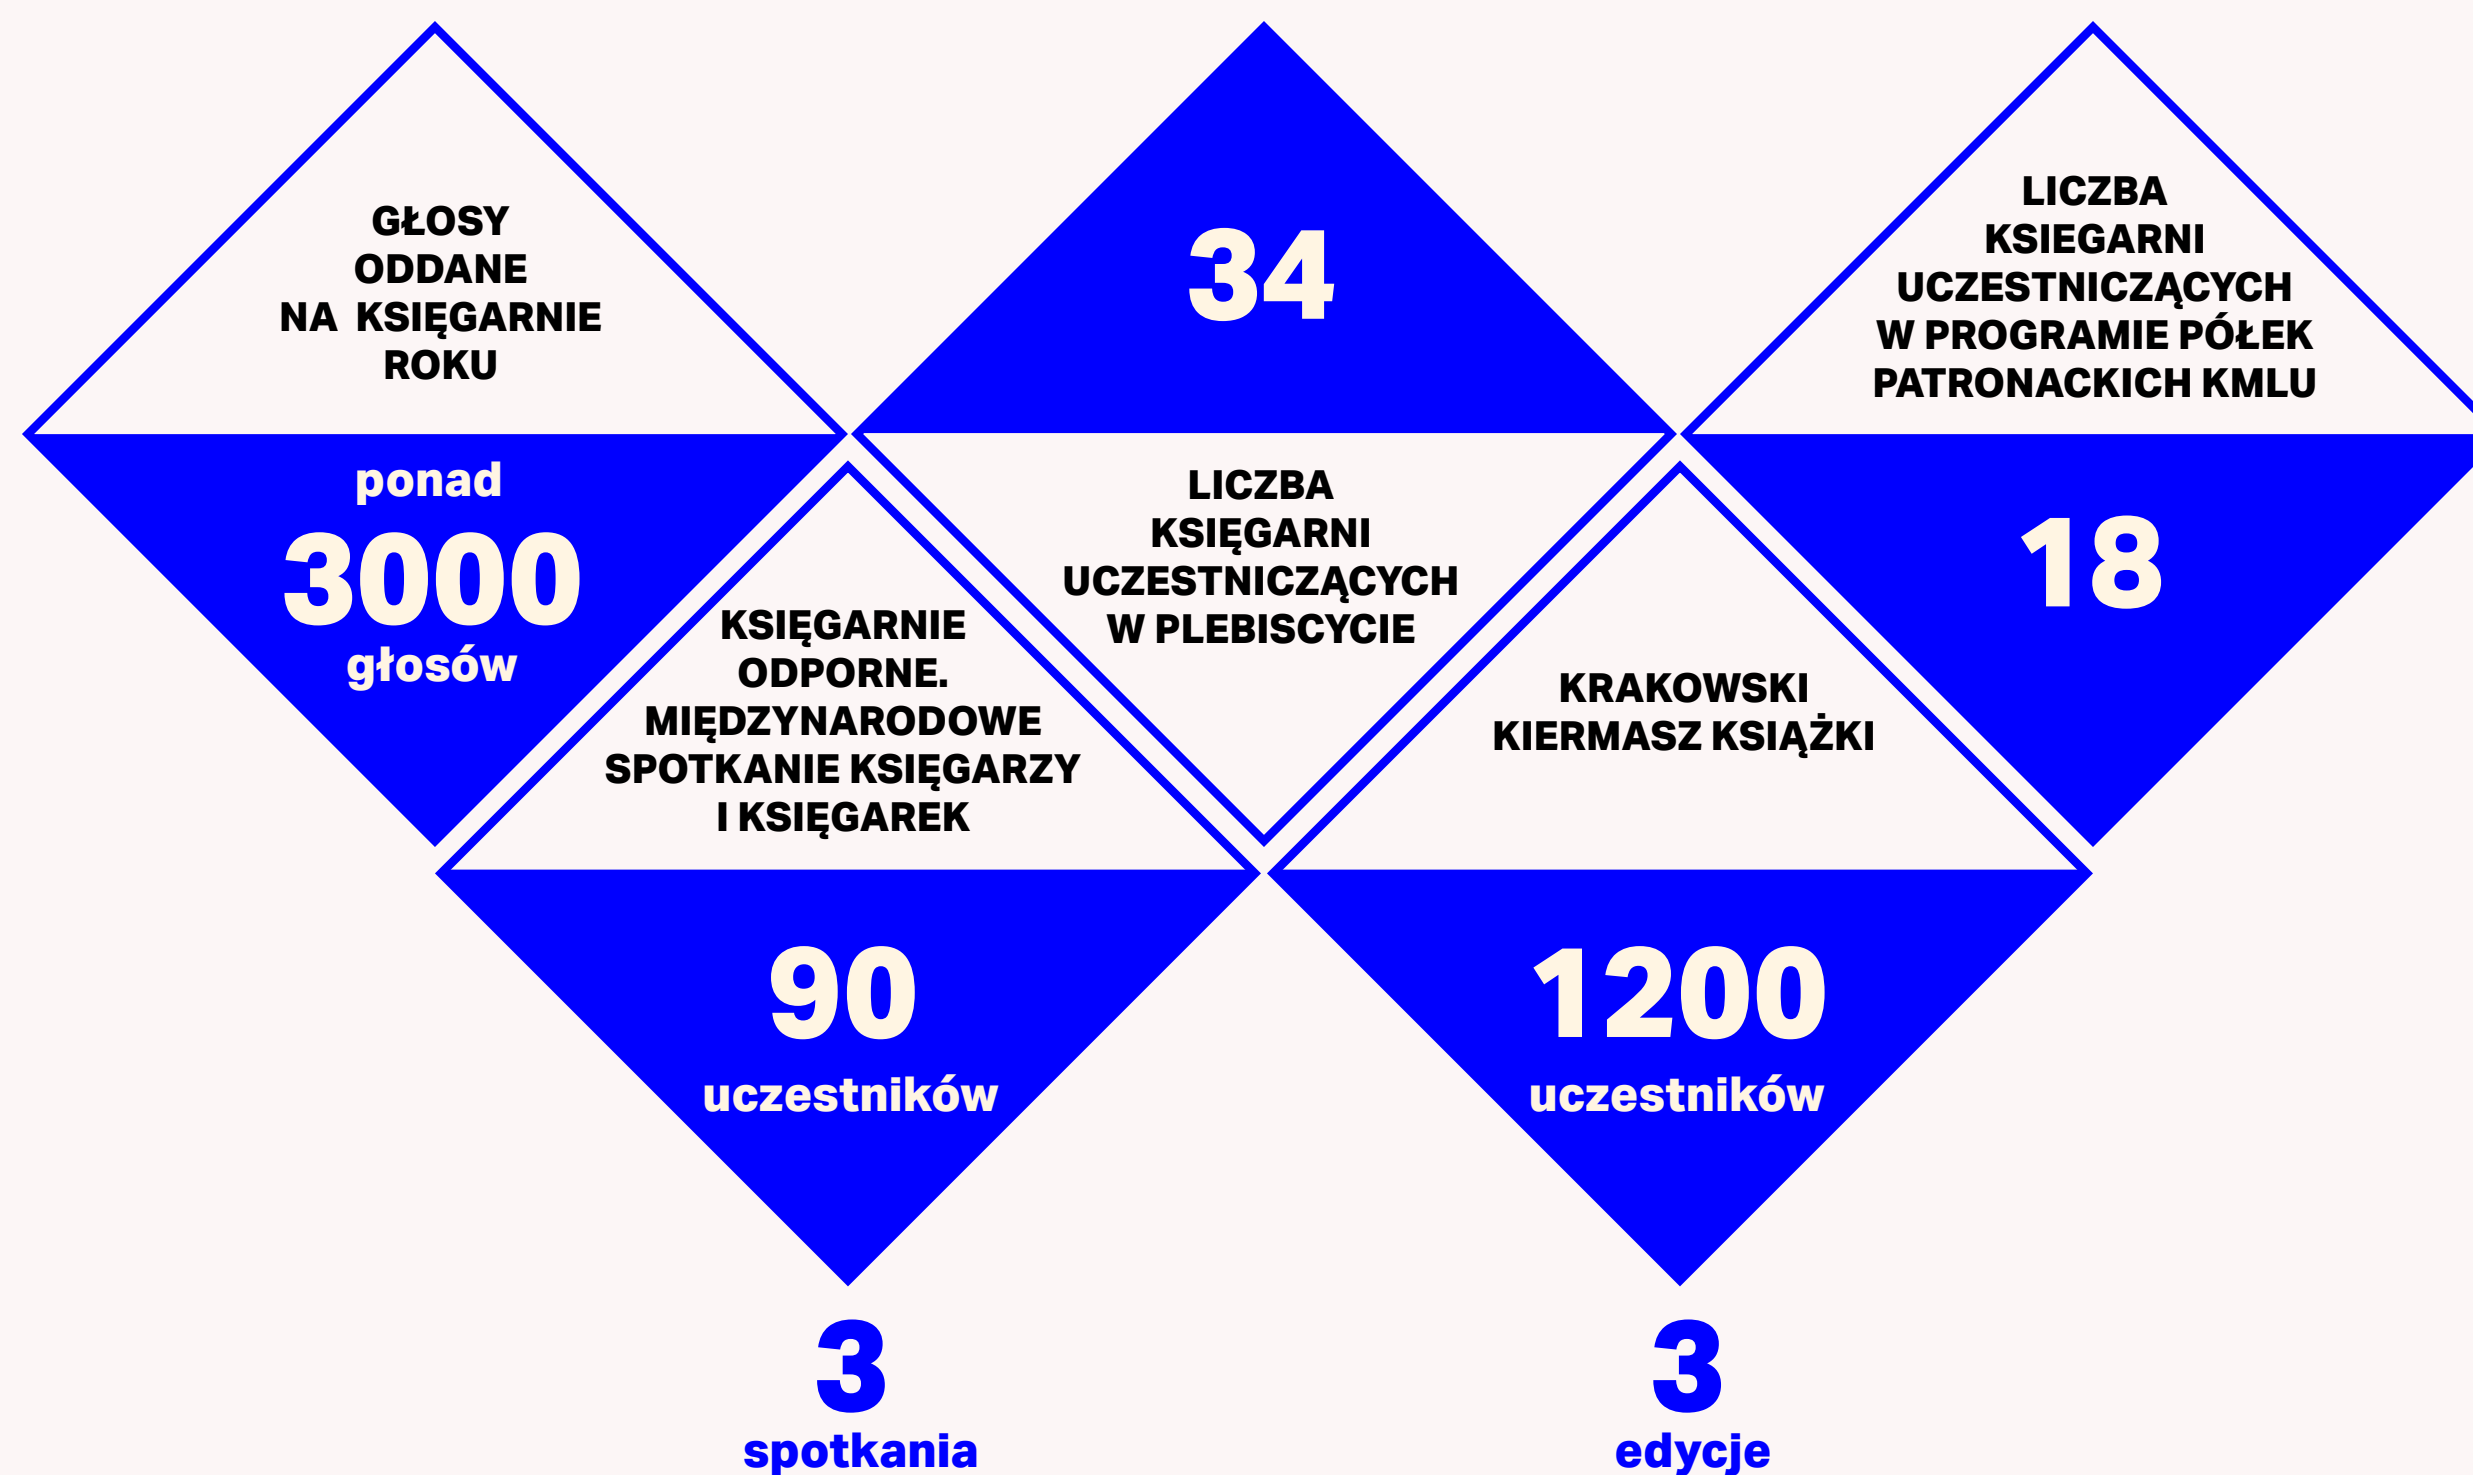 GŁOSY
ODDANE
NA  KSIĘGARNIE
ROKU
ponad
3000
głosów
34
LICZBA
KSIĘGARNI
UCZESTNICZĄCYCH
W PLEBISCYCIE
LICZBA
KSIEGARNI
UCZESTNICZĄCYCH
W PROGRAMIE PÓŁEK
PATRONACKICH KMLU
18
KSIĘGARNIE
ODPORNE.
MIĘDZYNARODOWE
SPOTKANIE KSIĘGARZY
I KSIĘGAREK
90
uczestników
3
spotkania
KRAKOWSKI
KIERMASZ KSIĄŻKI
1200
uczestników
3
edycje